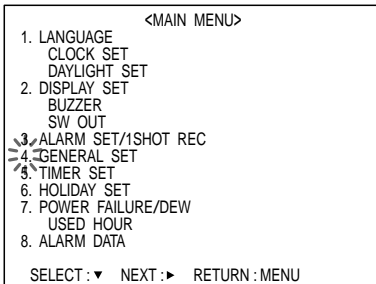 <MAIN MENU>
1. LANGUAGE
CLOCK SET
DAYLIGHT SET
2. DISPLAY SET
BUZZER
SW OUT
3. ALARM SET/1SHOT REC
4. GENERAL SET
5. TIMER SET
6. HOLIDAY SET
7. POWER FAILURE/DEW
USED HOUR
8. ALARM DATA
SELECT : ▼ NEXT : ► RETURN : MENU